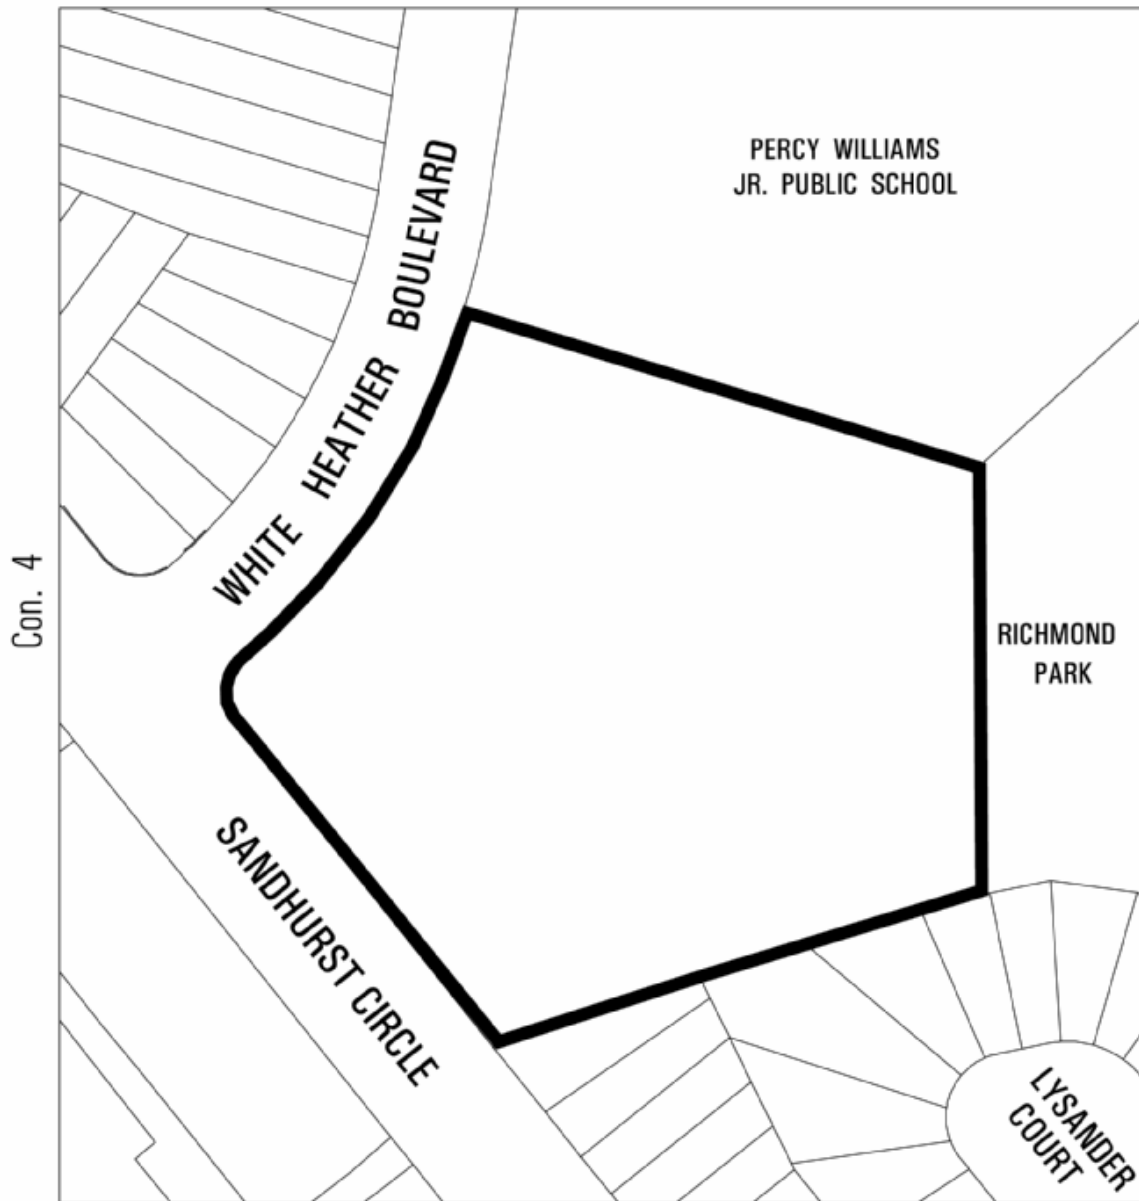 PERCY WILLIAMS
JR. PUBLIC SCHOOL
WHITE HEATHER BOULEVARD
Con. 4
RICHMOND
PARK
SANDHURST CIRCLE
LYSANDER
COURT